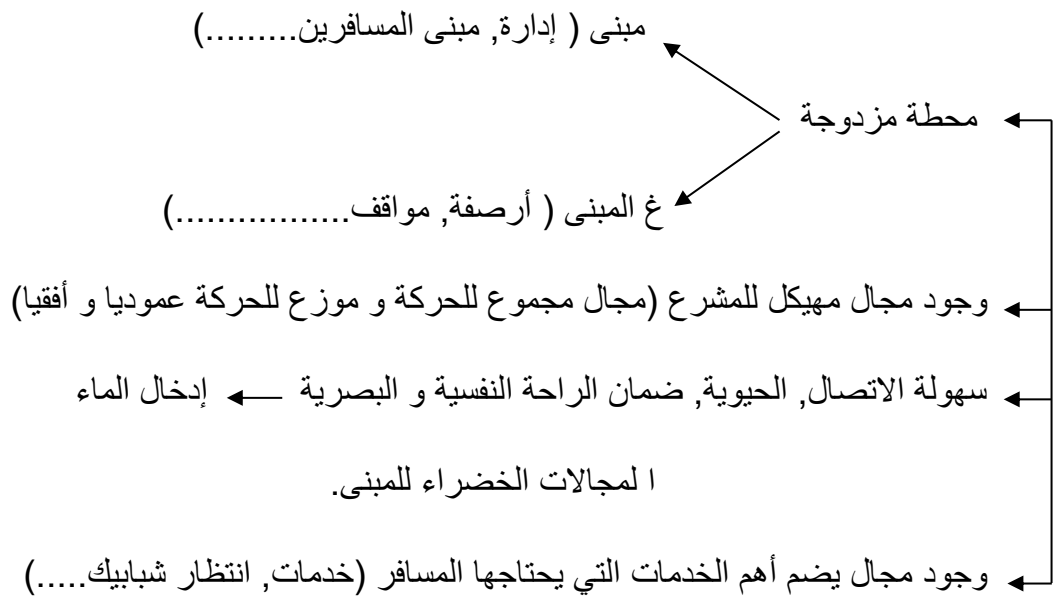 مبنى ( إدارة, مبنى المسافرين.........)
محطة مزدوجة
غ المبنى ( أرصفة, مواقف.................)
وجود مجال مهيكل للمشرع (مجال مجموع للحركة و موزع للحركة عموديا و أفقيا)
سهولة الاتصال, الحيوية, ضمان الراحة النفسية و البصرية إدخال الماء
ا لمجالات الخضراء للمبنى.
وجود مجال يضم أهم الخدمات التي يحتاجها المسافر (خدمات, انتظار شبابيك.....)